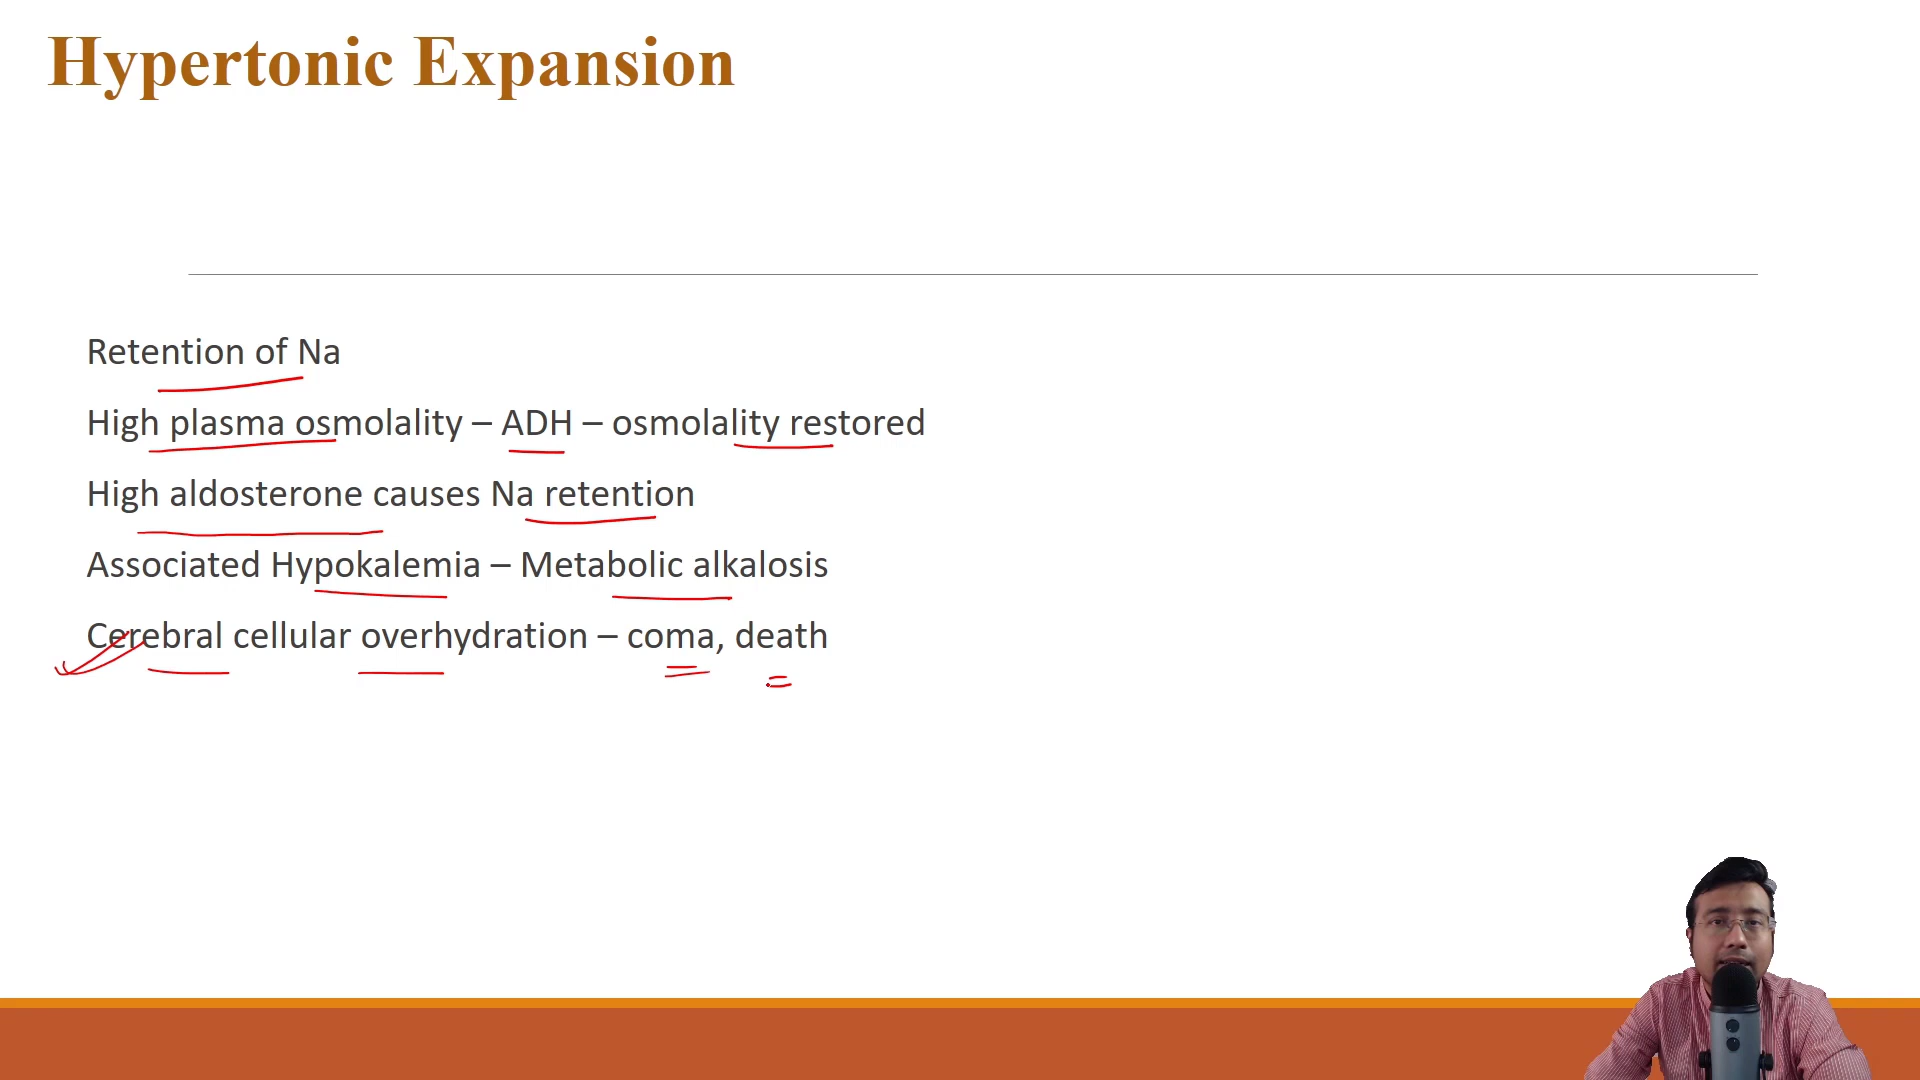 Hypertonic Expansion
Retention of Na
High plasma osmolality – ADH – osmolality restored
High aldosterone causes Na retention
Associated Hypokalemia – Metabolic alkalosis
Cerebral cellular overhydration – coma, death